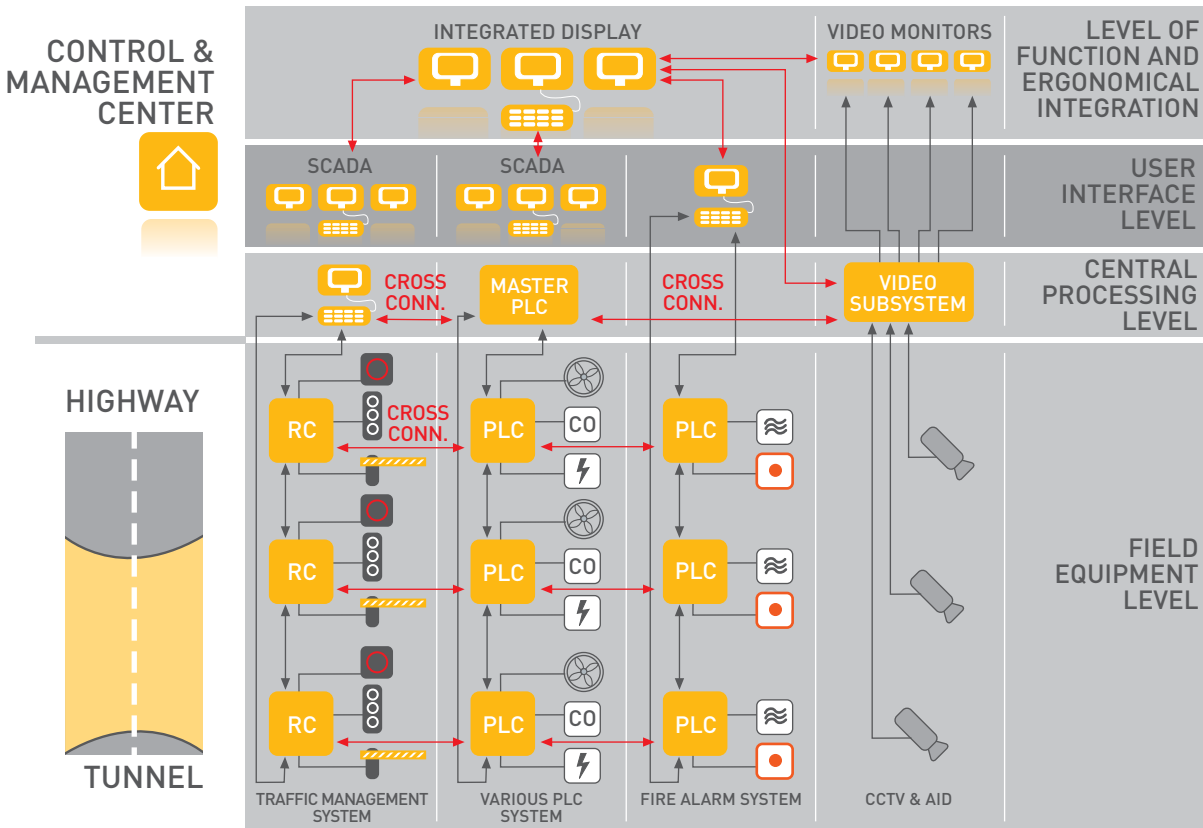 CONTROL &
MANAGEMENT
CENTER
INTEGRATED DISPLAY
VIDEO MONITORS
LEVEL OF
FUNCTION AND
ERGONOMICAL
INTEGRATION
SCADA
SCADA
USER
INTERFACE
LEVEL
CROSS
CONN.
MASTER
PLC
CROSS
CONN.
VIDEO
SUBSYSTEM
CENTRAL
PROCESSING
LEVEL
HIGHWAY
TUNNEL
RC
CROSS
CONN.
PLC
CO
PLC
RC
PLC
CO
PLC
RC
PLC
CO
PLC
FIELD
EQUIPMENT
LEVEL
TRAFFIC MANAGEMENT
SYSTEM
VARIOUS PLC
SYSTEM
FIRE ALARM SYSTEM
CCTV & AID